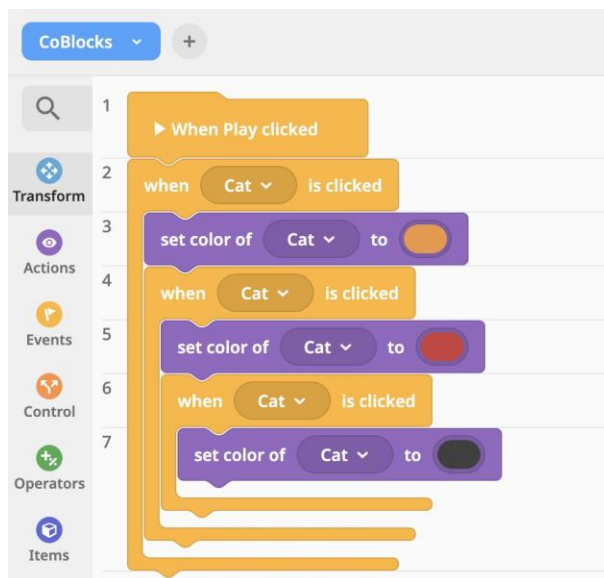 CoBlocks
+
1
When Play clicked
2
when Cat is clicked
Transform
3
set color of Cat to
Actions
4
when Cat is clicked
Events
5
set color of Cat to
6
when Cat is clicked
Control
7
set color of Cat to
Operators
Items